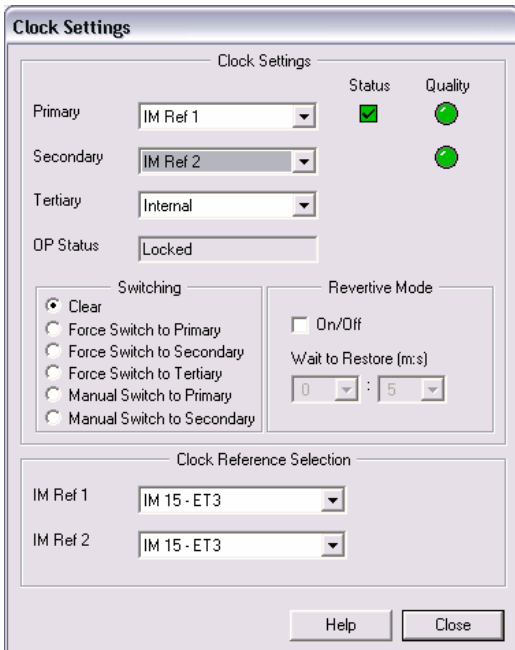 Clock Settings
Clock Settings
Status Quality
Primary IM Ref 1
Secondary IM Ref 2
Tertiary Internal
OP Status Locked
Switching
Clear
Force Switch to Primary
Force Switch to Secondary
Force Switch to Tertiary
Manual Switch to Primary
Manual Switch to Secondary
Revertive Mode
On/Off
Wait to Restore (m:s)
0 : 5
Clock Reference Selection
IM Ref 1 IM 15 - ET3
IM Ref 2 IM 15 - ET3
Help Close